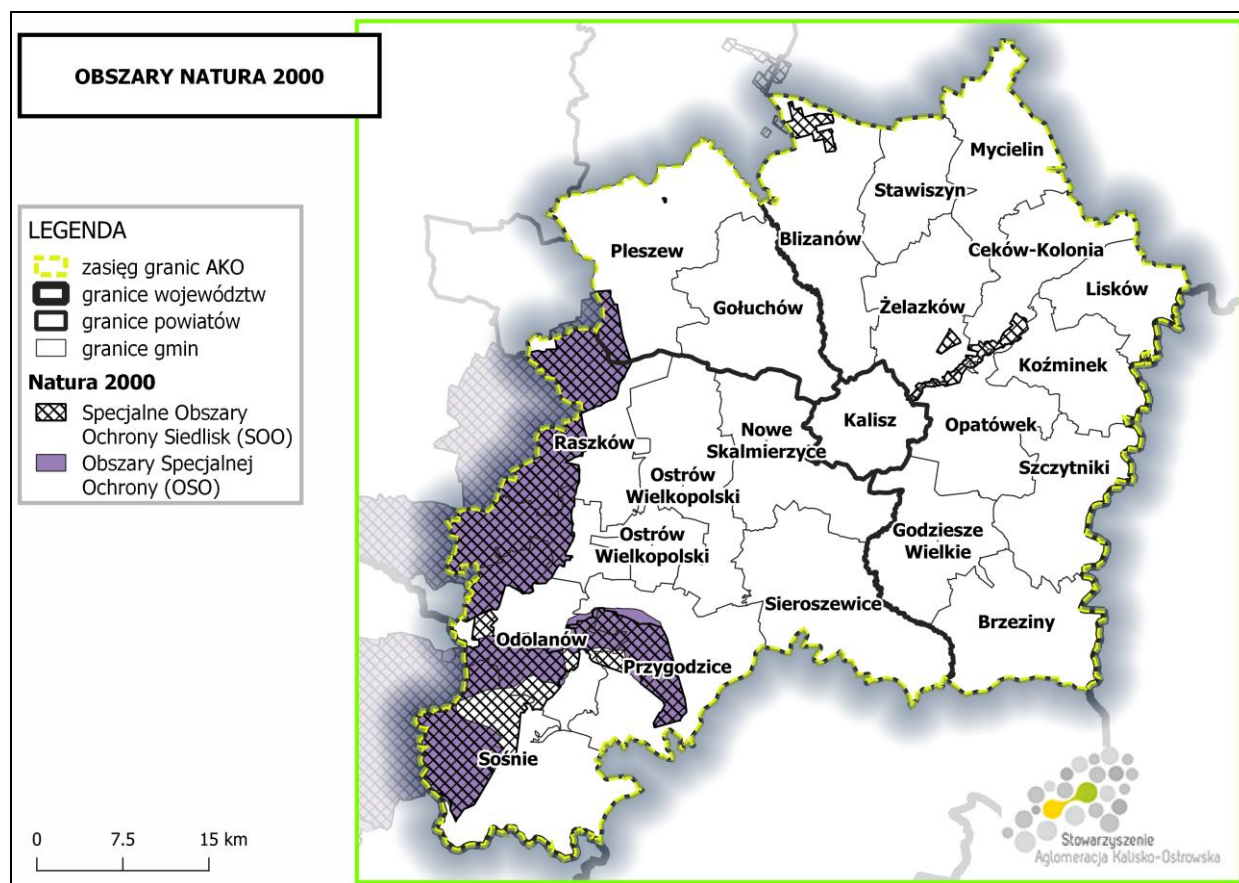 OBSZARY NATURA 2000
LEGENDA
zasięg granic AKO
granice województw
granice powiatów
granice gmin
Natura 2000
Specjalne Obszary
Ochrony Siedlisk (SOO)
Obszary Specjalnej
Ochrony (OSO)
0 7.5 15 km
Mycielin
Stawiszyn
Blizanów
Pleszew
Ceków-Kolonia
Lisków
Gołuchów
Żelazków
Koźminek
Kalisz
Opatówek
Raszków
Nowe
Skalmierzyce
Szczytniki
Ostrów
Wielkopolski
Ostrów
Wielkopolski
Godziesze
Wielkie
Sieroszewice
Brzeziny
Odolanów
Przygodzice
Sośnie
Stowarzyszenie
Aglomeracja Kalisko-Ostrowska